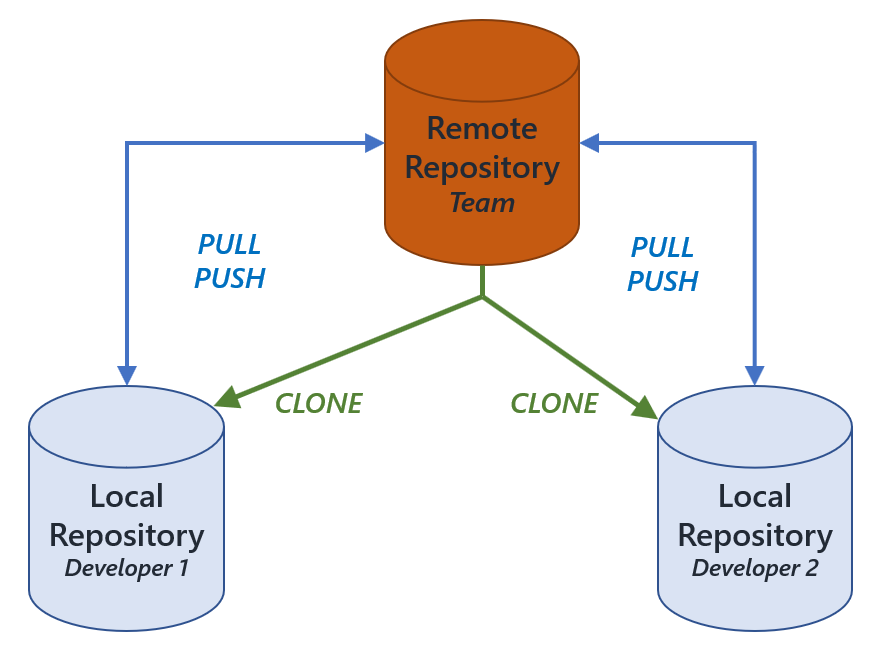 Remote
Repository
Team
PULL
PUSH
PULL
PUSH
CLONE
CLONE
Local
Repository
Developer 1
Local
Repository
Developer 2